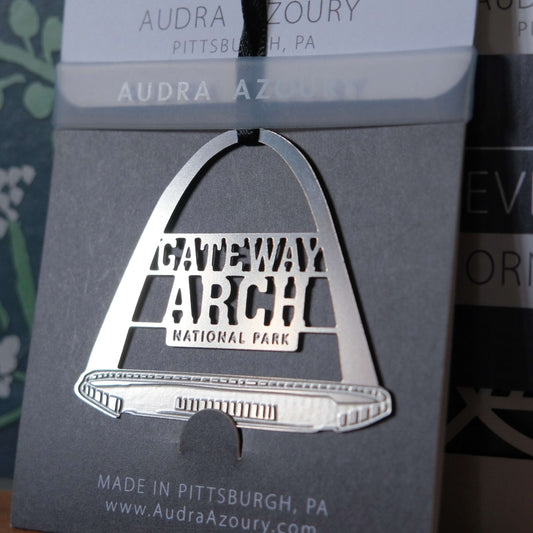 AUDRA AZOURY
PITTSBURGH, PA
AUDRA AZOURY
GATEWAY
ARCH
NATIONAL PARK
MADE IN PITTSBURGH, PA
www.AudraAzoury.com